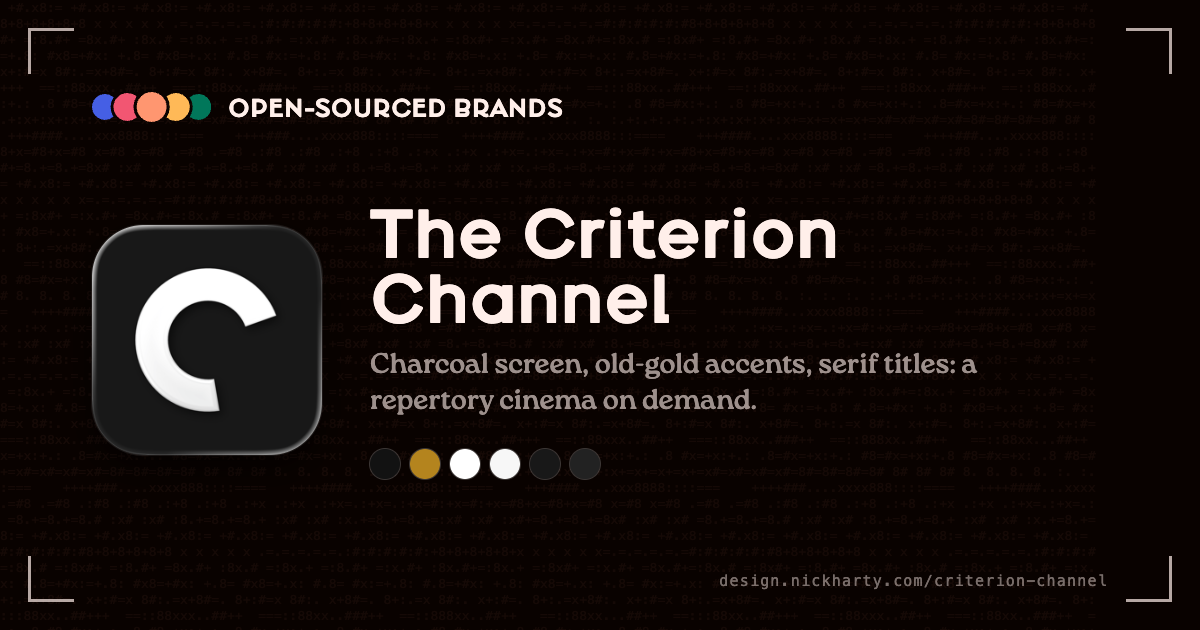 OPEN-SOURCED BRANDS
The Criterion
Channel
Charcoal screen, old-gold accents, serif titles: a
repertory cinema on demand.
design.nickharty.com/criterion-channel